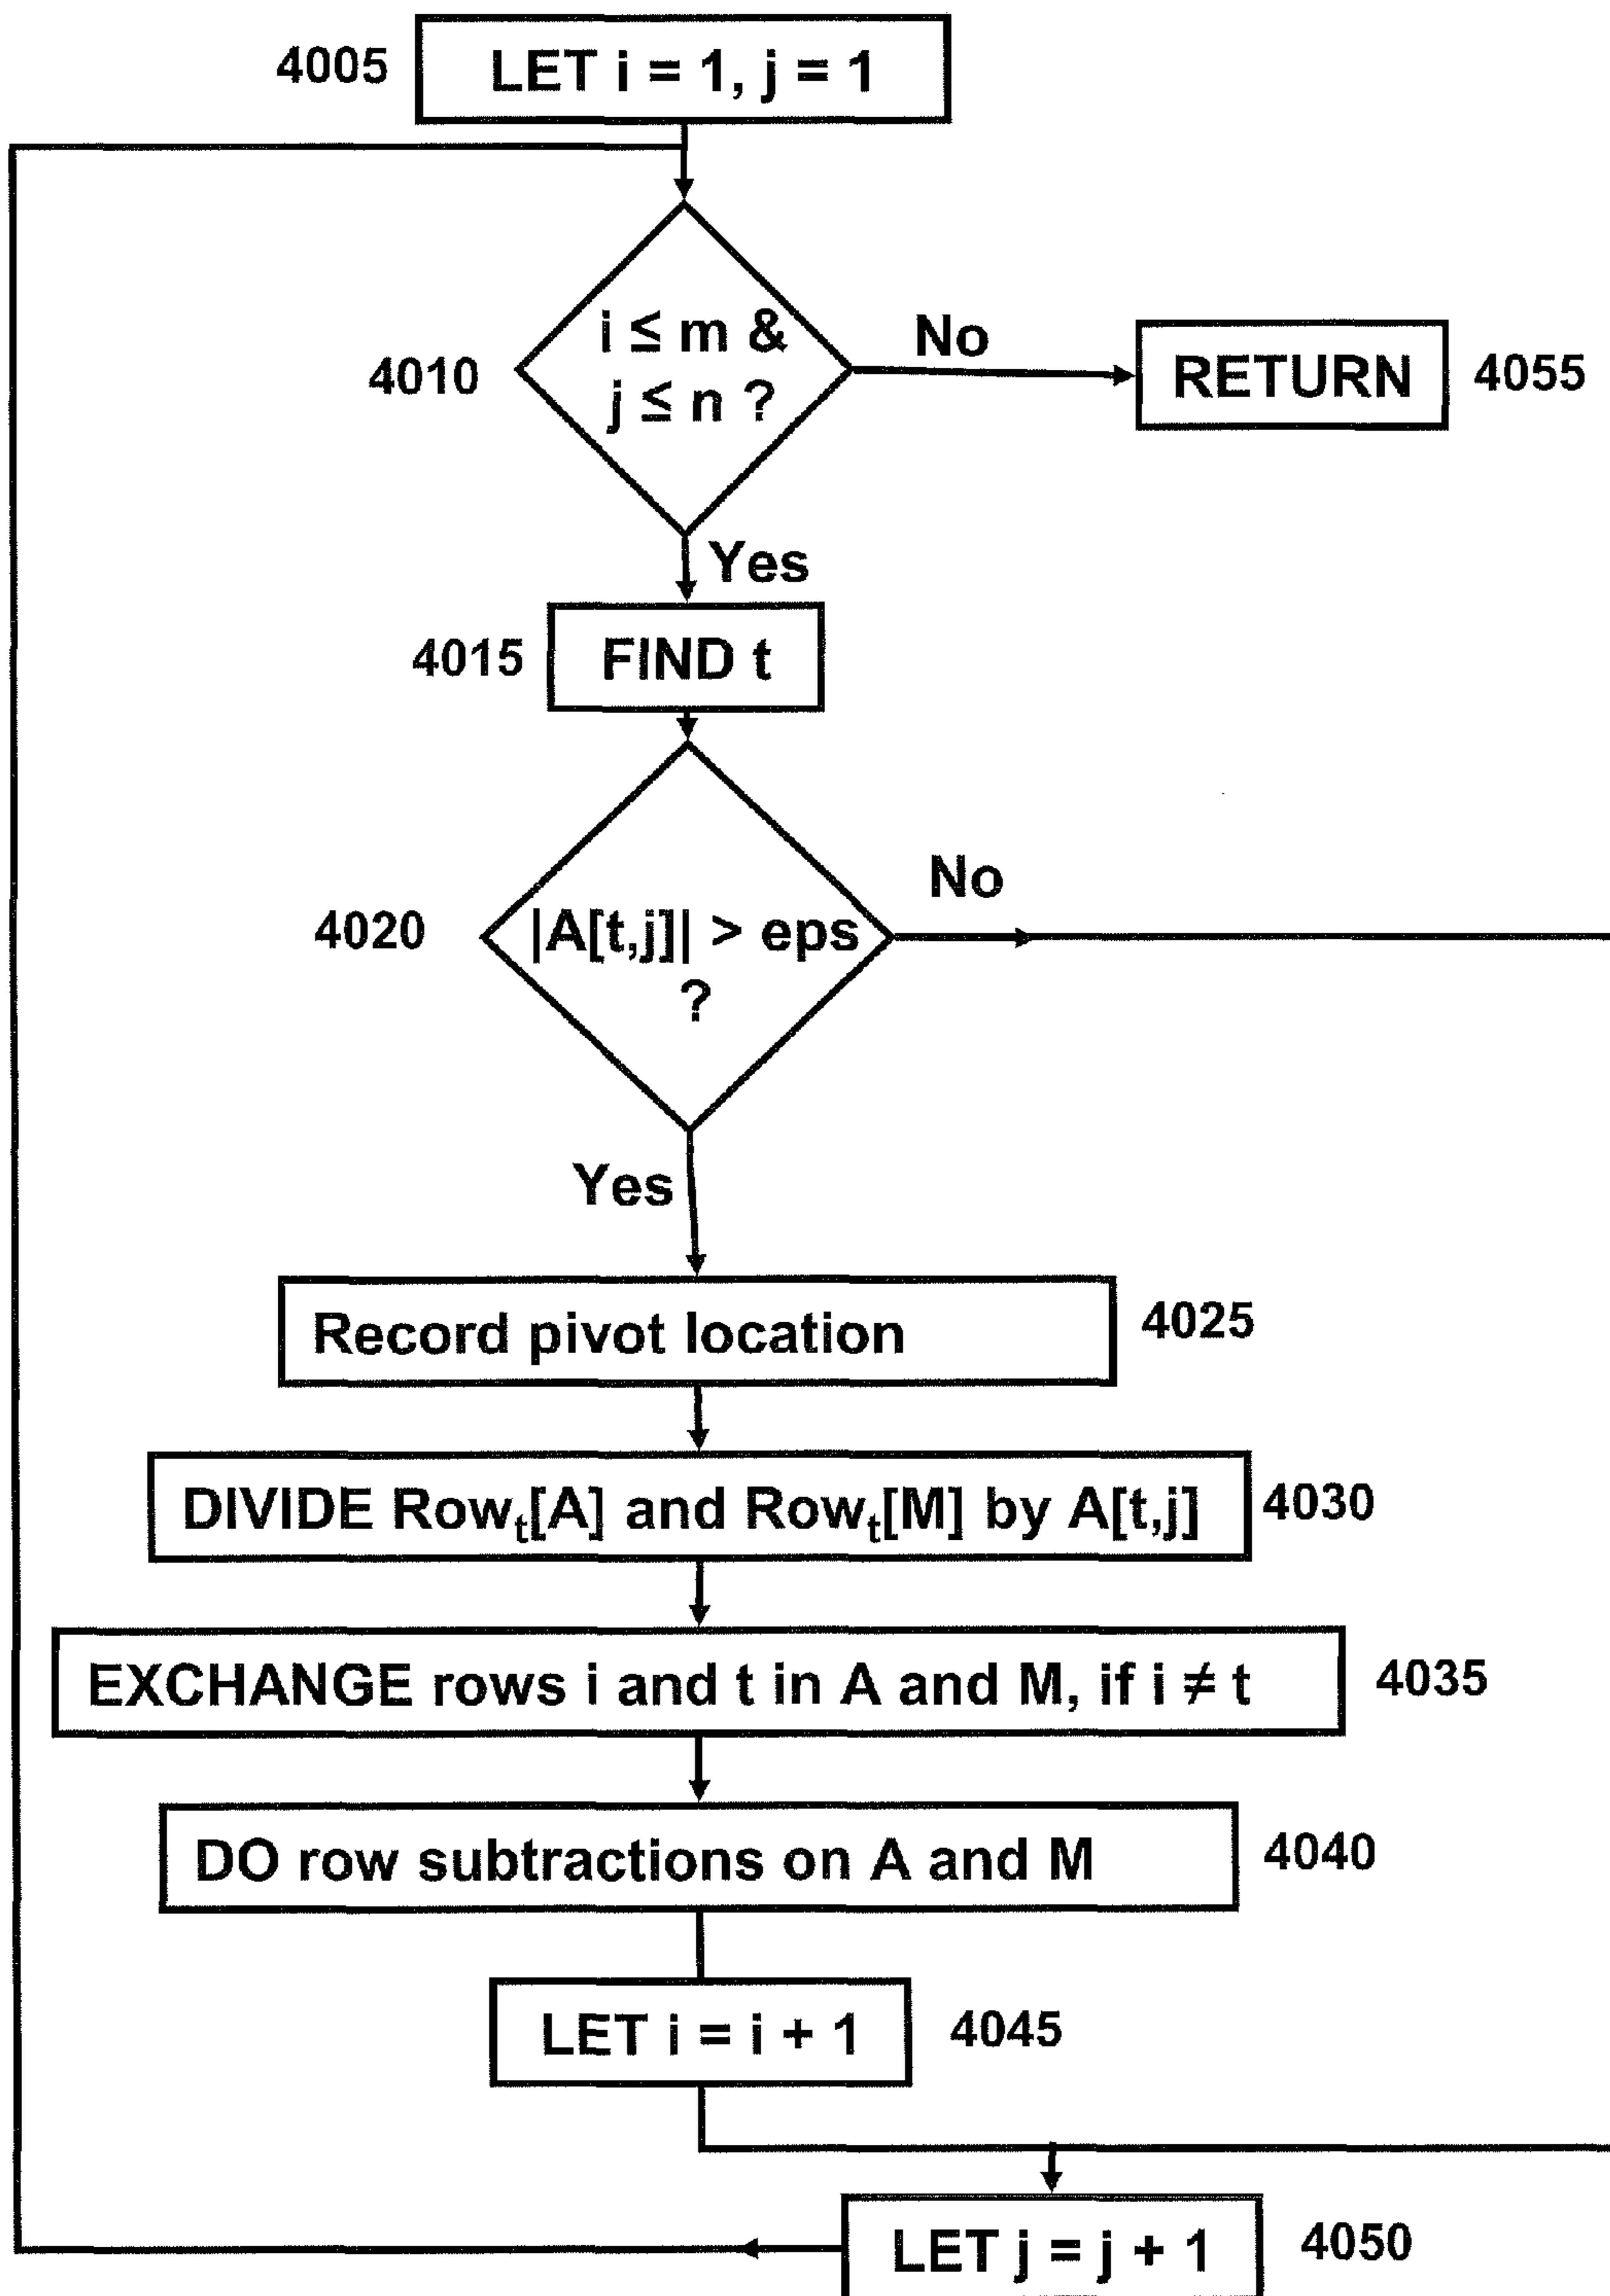 4005
LET i = 1, j = 1
4010
i ≤ m &
j ≤ n ?
No
RETURN
4055
Yes
4015
FIND t
4020
|A[t,j]| > eps
?
No
Yes
Record pivot location
4025
DIVIDE Rowₜ[A] and Rowₜ[M] by A[t,j]
4030
EXCHANGE rows i and t in A and M, if i ≠ t
4035
DO row subtractions on A and M
4040
LET i = i + 1
4045
LET j = j + 1
4050